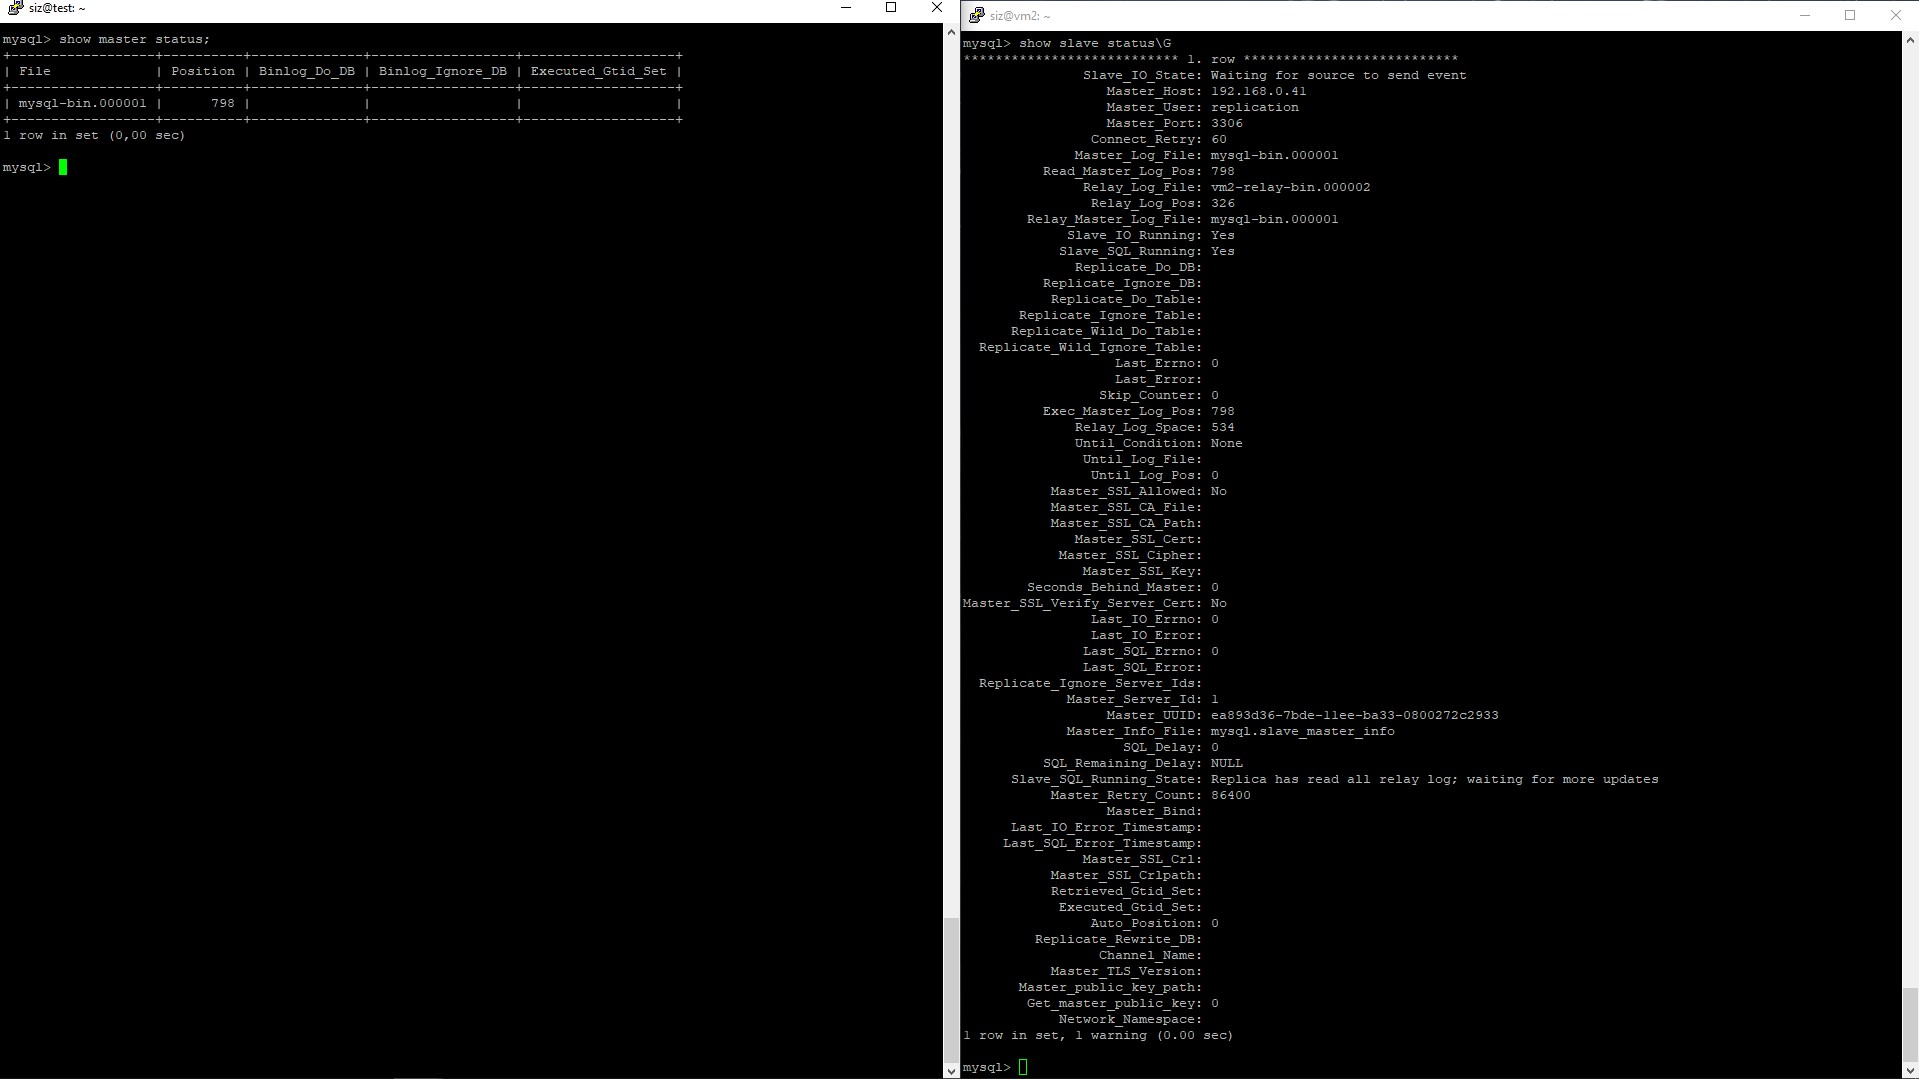 siz@test: ~
mysql> show master status;
+------------------+----------+--------------+------------------+-------------------+
| File             | Position | Binlog_Do_DB | Binlog_Ignore_DB | Executed_Gtid_Set |
+------------------+----------+--------------+------------------+-------------------+
| mysql-bin.000001 |      798 |              |                  |                   |
+------------------+----------+--------------+------------------+-------------------+
1 row in set (0,00 sec)
mysql>
siz@vm2: ~
mysql> show slave status\G
*************************** 1. row ***************************
Slave_IO_State: Waiting for source to send event
Master_Host: 192.168.0.41
Master_User: replication
Master_Port: 3306
Connect_Retry: 60
Master_Log_File: mysql-bin.000001
Read_Master_Log_Pos: 798
Relay_Log_File: vm2-relay-bin.000002
Relay_Log_Pos: 326
Relay_Master_Log_File: mysql-bin.000001
Slave_IO_Running: Yes
Slave_SQL_Running: Yes
Replicate_Do_DB:
Replicate_Ignore_DB:
Replicate_Do_Table:
Replicate_Ignore_Table:
Replicate_Wild_Do_Table:
Replicate_Wild_Ignore_Table:
Last_Errno: 0
Last_Error:
Skip_Counter: 0
Exec_Master_Log_Pos: 798
Relay_Log_Space: 534
Until_Condition: None
Until_Log_File:
Until_Log_Pos: 0
Master_SSL_Allowed: No
Master_SSL_CA_File:
Master_SSL_CA_Path:
Master_SSL_Cert:
Master_SSL_Cipher:
Master_SSL_Key:
Seconds_Behind_Master: 0
Master_SSL_Verify_Server_Cert: No
Last_IO_Errno: 0
Last_IO_Error:
Last_SQL_Errno: 0
Last_SQL_Error:
Replicate_Ignore_Server_Ids:
Master_Server_Id: 1
Master_UUID: ea893d36-7bde-11ee-ba33-0800272c2933
Master_Info_File: mysql.slave_master_info
SQL_Delay: 0
SQL_Remaining_Delay: NULL
Slave_SQL_Running_State: Replica has read all relay log; waiting for more updates
Master_Retry_Count: 86400
Master_Bind:
Last_IO_Error_Timestamp:
Last_SQL_Error_Timestamp:
Master_SSL_Crl:
Master_SSL_Crlpath:
Retrieved_Gtid_Set:
Executed_Gtid_Set:
Auto_Position: 0
Replicate_Rewrite_DB:
Channel_Name:
Master_TLS_Version:
Master_public_key_path:
Get_master_public_key: 0
Network_Namespace:
1 row in set, 1 warning (0.00 sec)
mysql>